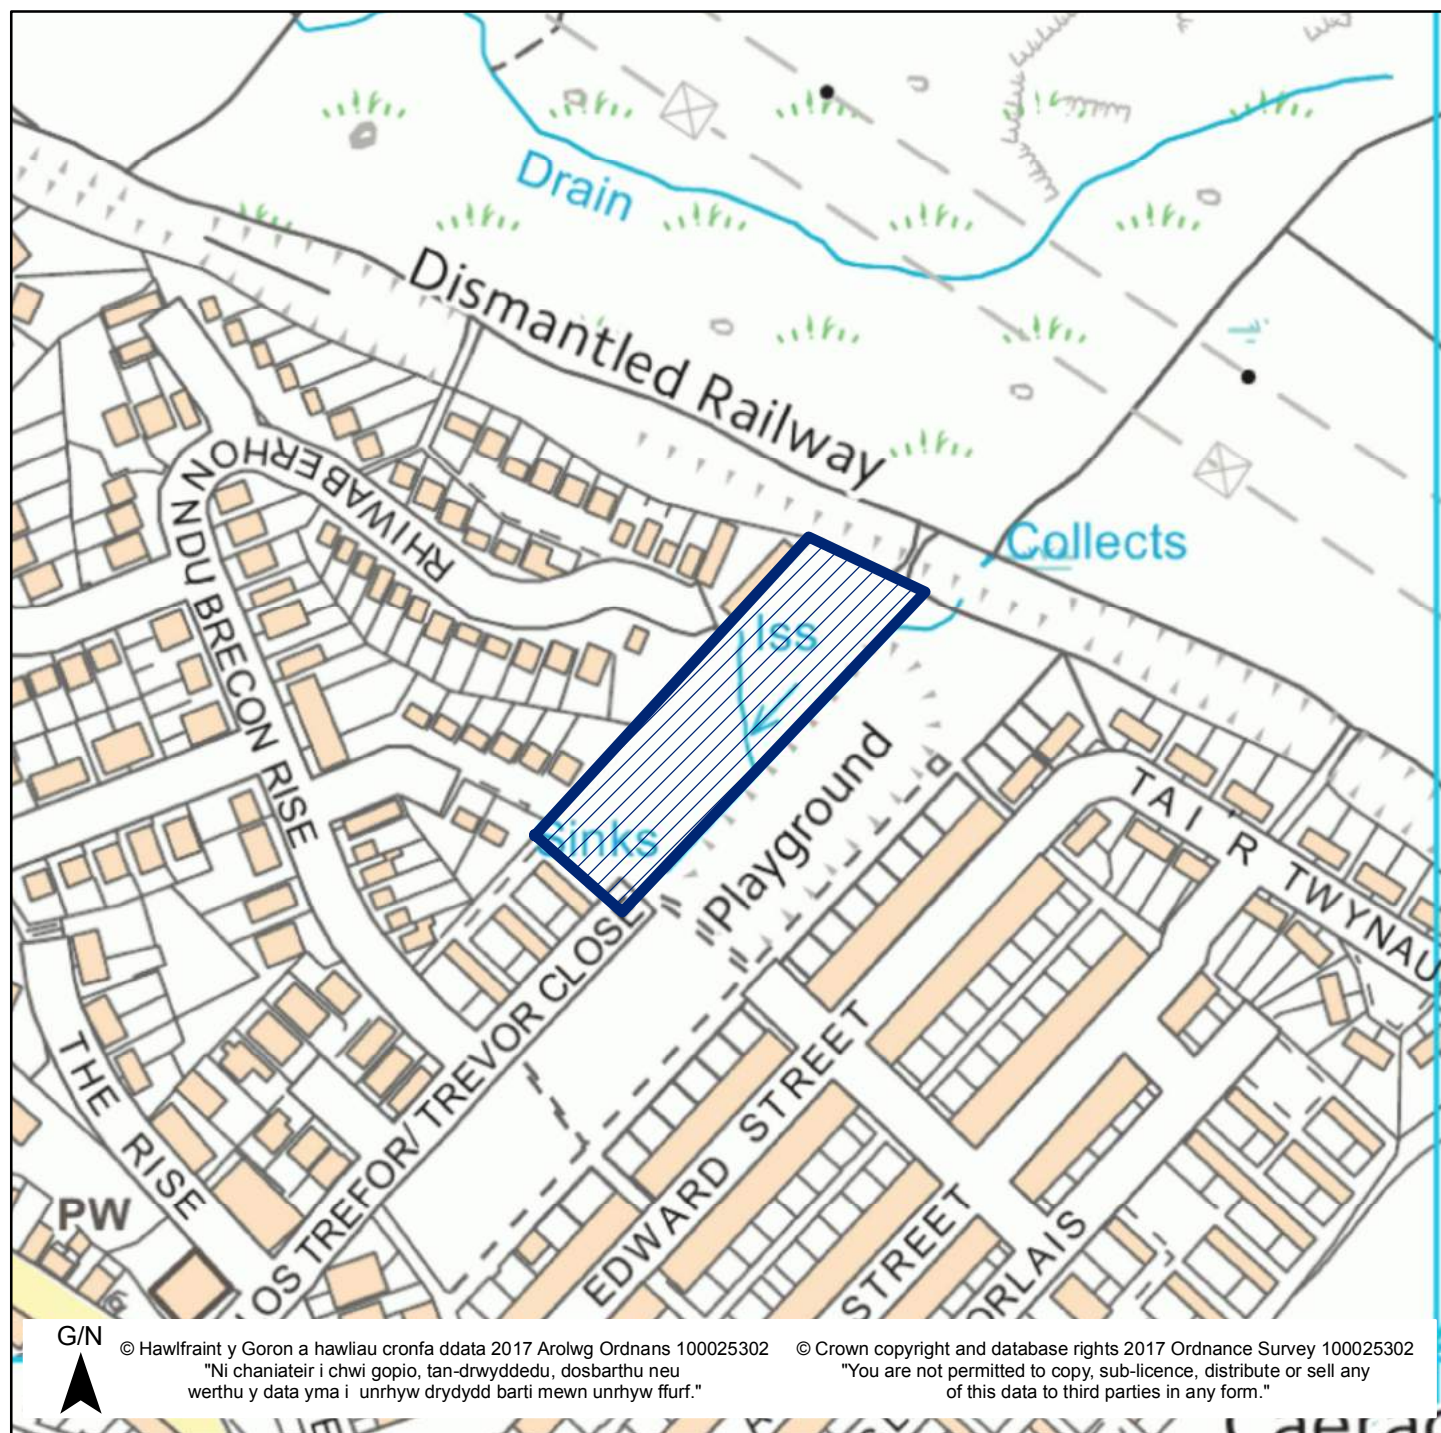 Drain
Dismantled Railway
Collects
RHIWABERHONNDU
BRECON RISE
Iss
Sinks
Playground
TAI'R TWYNAU
CLOS TREFOR/ TREVOR CLOSE
THE RISE
EDWARD STREET
STREET
PW
G/N
© Hawlfraint y Goron a hawliau cronfa ddata 2017 Arolwg Ordnans 100025302
"Ni chaniateir i chwi gopio, tan-drwyddedu, dosbarthu neu
werthu y data yma i unrhyw drydydd barti mewn unrhyw ffurf."
© Crown copyright and database rights 2017 Ordnance Survey 100025302
"You are not permitted to copy, sub-licence, distribute or sell any
of this data to third parties in any form."